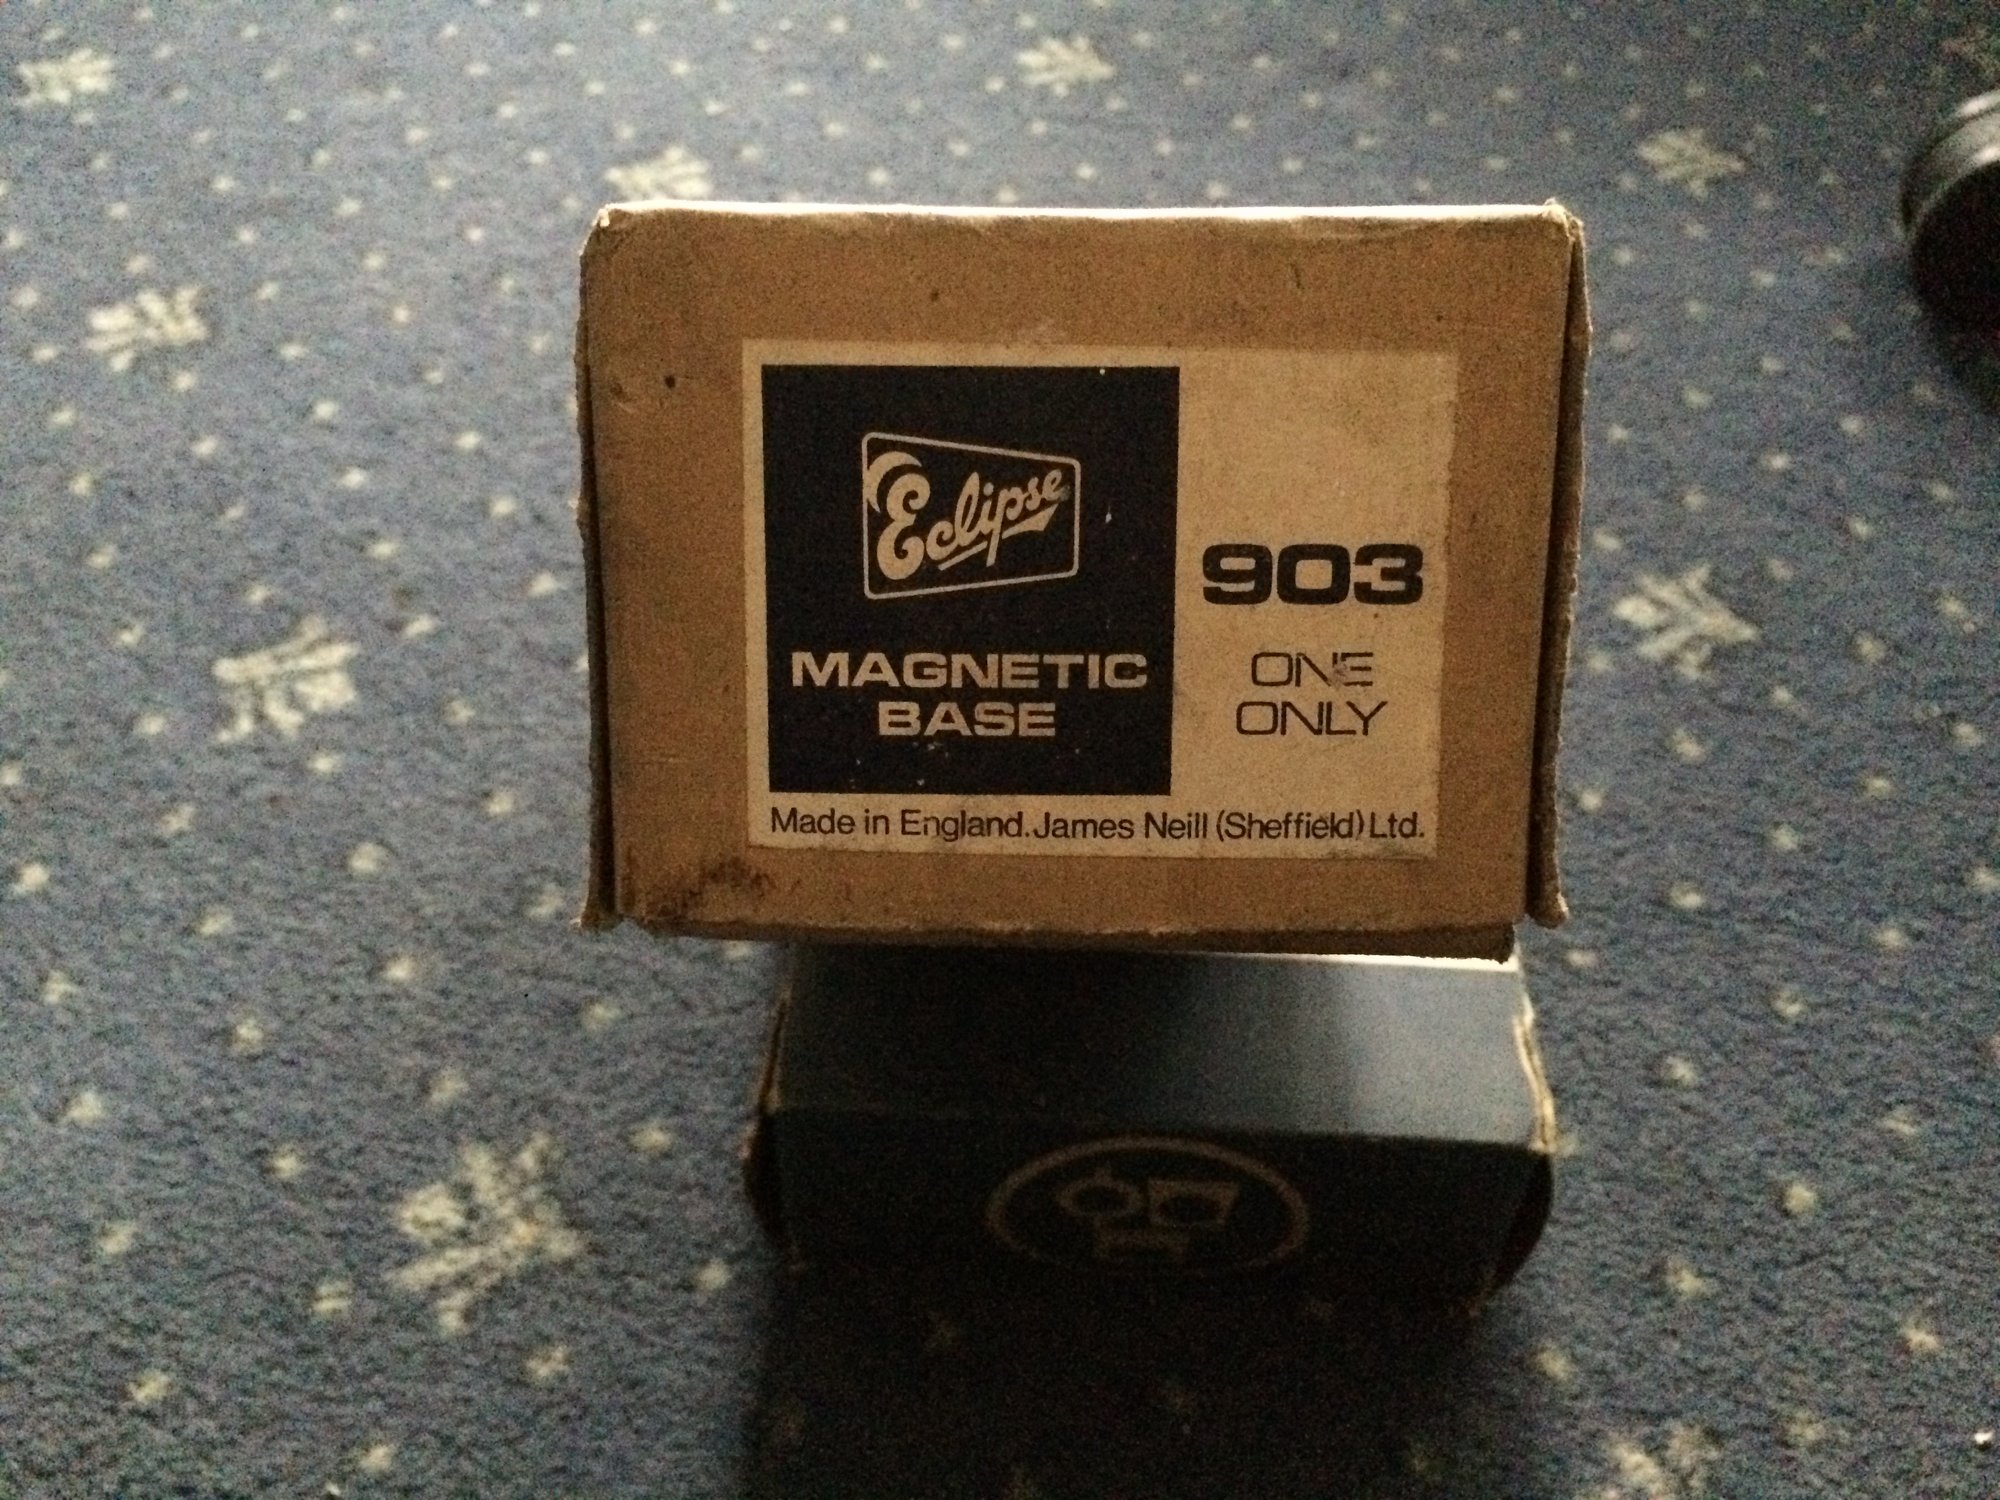 Eclipse
MAGNETIC
BASE
903
ONE
ONLY
Made in England. James Neill (Sheffield) Ltd.